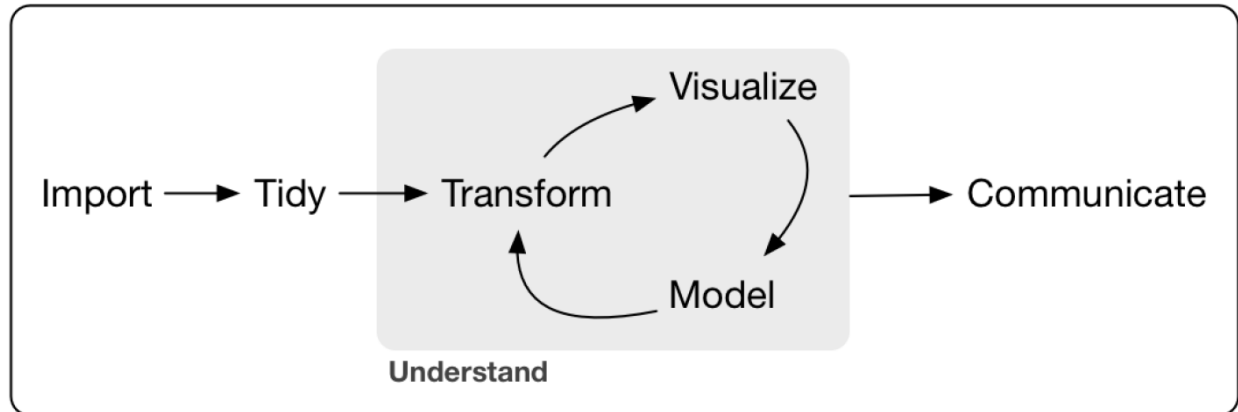 Visualize
Import
Tidy
Transform
Communicate
Model
Understand